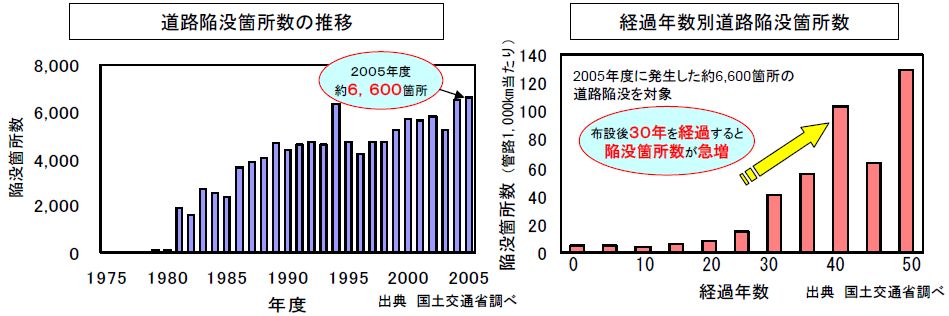 道路陥没箇所数の推移
陥没箇所数
8,000
6,000
4,000
2,000
0
2005年度
約6,600箇所
1975 1980 1985 1990 1995 2000 2005
年度
出典 国土交通省調べ
経過年数別道路陥没箇所数
陥没箇所数（管路1,000km当たり）
140
120
100
80
60
40
20
0
2005年度に発生した約6,600箇所の
道路陥没を対象
布設後30年を経過すると
陥没箇所数が急増
0 10 20 30 40 50
経過年数
出典 国土交通省調べ